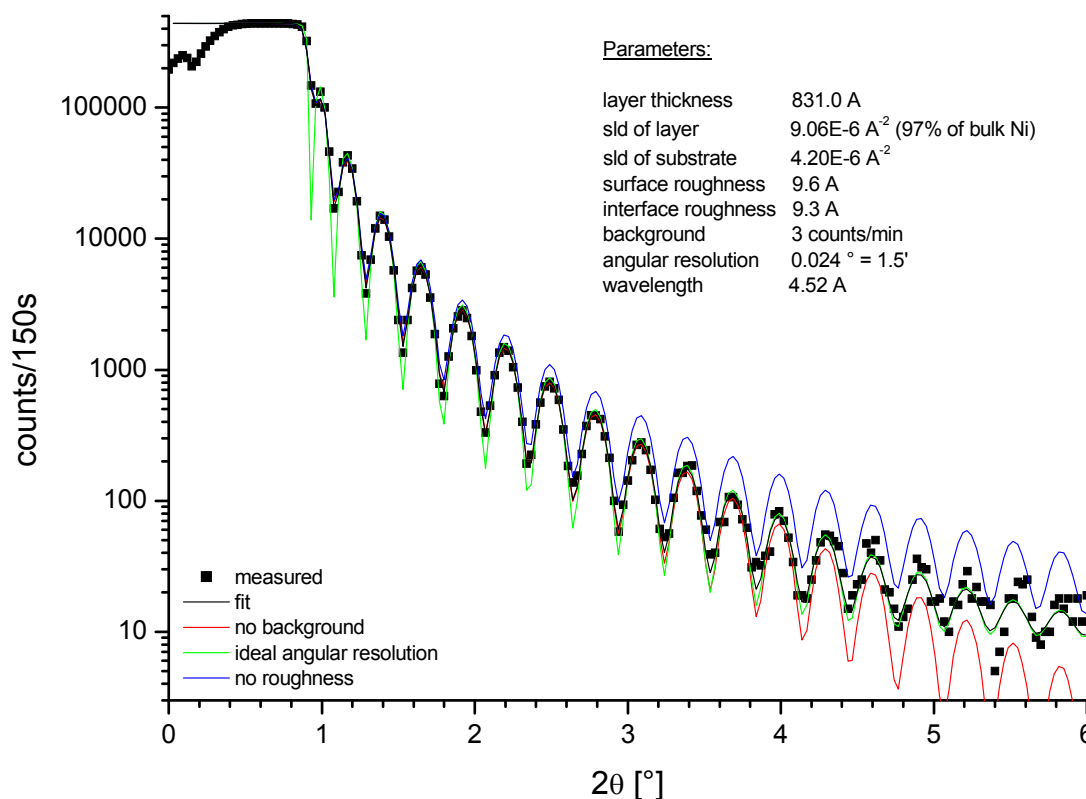 Parameters:
layer thickness 831.0 A
sld of layer 9.06E-6 A-2 (97% of bulk Ni)
sld of substrate 4.20E-6 A-2
surface roughness 9.6 A
interface roughness 9.3 A
background 3 counts/min
angular resolution 0.024 ° = 1.5'
wavelength 4.52 A
counts/150s
100000
10000
1000
100
10
measured
fit
no background
ideal angular resolution
no roughness
0 1 2 3 4 5 6
2θ [°]